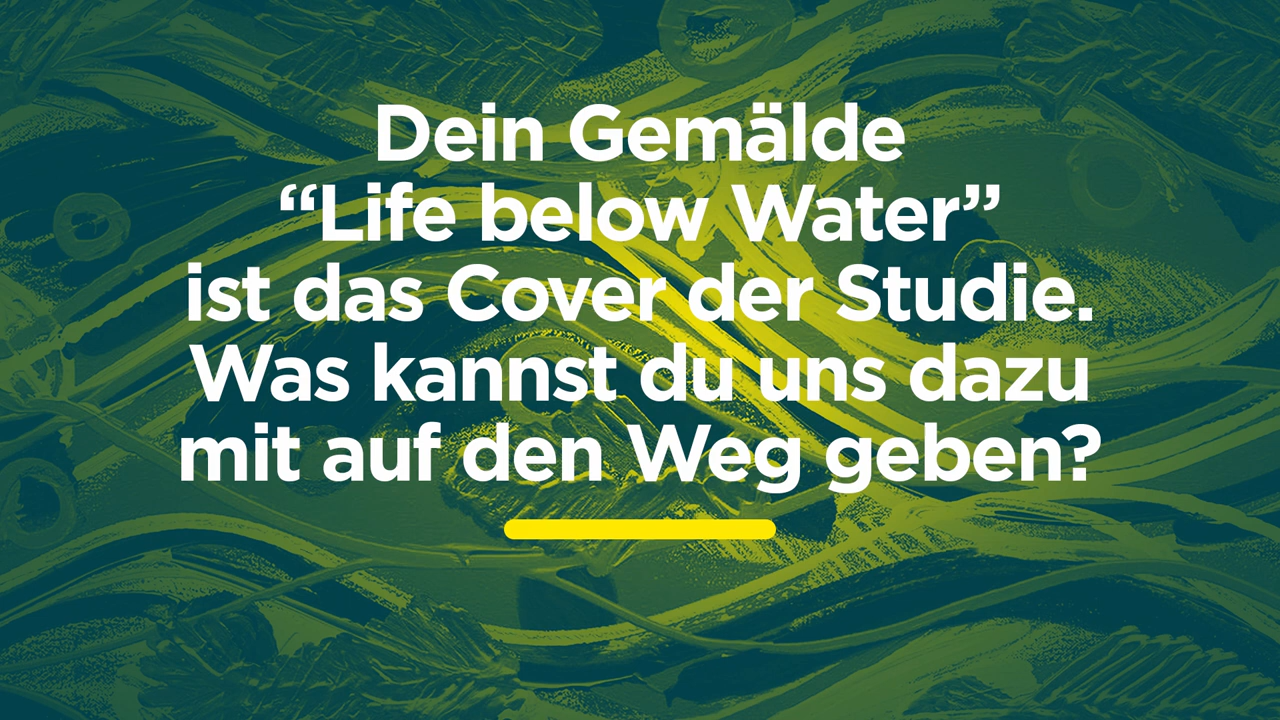 Dein Gemälde
“Life below Water”
ist das Cover der Studie.
Was kannst du uns dazu
mit auf den Weg geben?